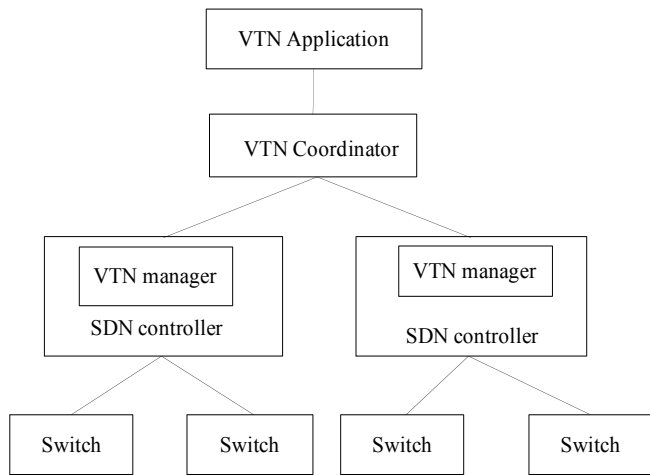 VTN Application
VTN Coordinator
VTN manager
SDN controller
VTN manager
SDN controller
Switch
Switch
Switch
Switch